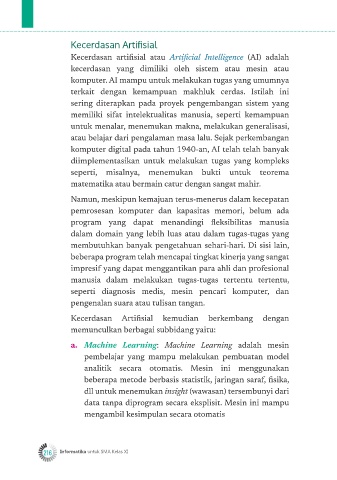 Kecerdasan Artifisial
Kecerdasan artifisial atau Artificial Intelligence (AI) adalah
kecerdasan yang dimiliki oleh sistem atau mesin atau
komputer. AI mampu untuk melakukan tugas yang umumnya
terkait dengan kemampuan makhluk cerdas. Istilah ini
sering diterapkan pada proyek pengembangan sistem yang
memiliki sifat intelektualitas manusia, seperti kemampuan
untuk menalar, menemukan makna, melakukan generalisasi,
atau belajar dari pengalaman masa lalu. Sejak perkembangan
komputer digital pada tahun 1940-an, AI telah telah banyak
diimplementasikan untuk melakukan tugas yang kompleks
seperti, misalnya, menemukan bukti untuk teorema
matematika atau bermain catur dengan sangat mahir.
Namun, meskipun kemajuan terus-menerus dalam kecepatan
pemrosesan komputer dan kapasitas memori, belum ada
program yang dapat menandingi fleksibilitas manusia
dalam domain yang lebih luas atau dalam tugas-tugas yang
membutuhkan banyak pengetahuan sehari-hari. Di sisi lain,
beberapa program telah mencapai tingkat kinerja yang sangat
impresif yang dapat menggantikan para ahli dan profesional
manusia dalam melakukan tugas-tugas tertentu tertentu,
seperti diagnosis medis, mesin pencari komputer, dan
pengenalan suara atau tulisan tangan.
Kecerdasan Artifisial kemudian berkembang dengan
memunculkan berbagai subbidang yaitu:
a. Machine Learning: Machine Learning adalah mesin
pembelajar yang mampu melakukan pembuatan model
analitik secara otomatis. Mesin ini menggunakan
beberapa metode berbasis statistik, jaringan saraf, fisika,
dll untuk menemukan insight (wawasan) tersembunyi dari
data tanpa diprogram secara eksplisit. Mesin ini mampu
mengambil kesimpulan secara otomatis
216 Informatika untuk SMA Kelas XI